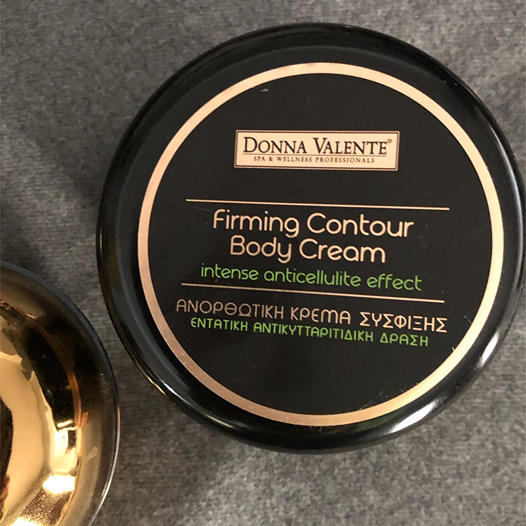 DONNA VALENTE®
SPA & WELLNESS PROFESSIONALS
Firming Contour
Body Cream
intense anticellulite effect
ΑΝΟΡΘΩΤΙΚΗ ΚΡΕΜΑ ΣΥΣΦΙΞΗΣ
ΕΝΤΑΤΙΚΗ ΑΝΤΙΚΥΤΤΑΡΙΤΙΔΙΚΗ ΔΡΑΣΗ